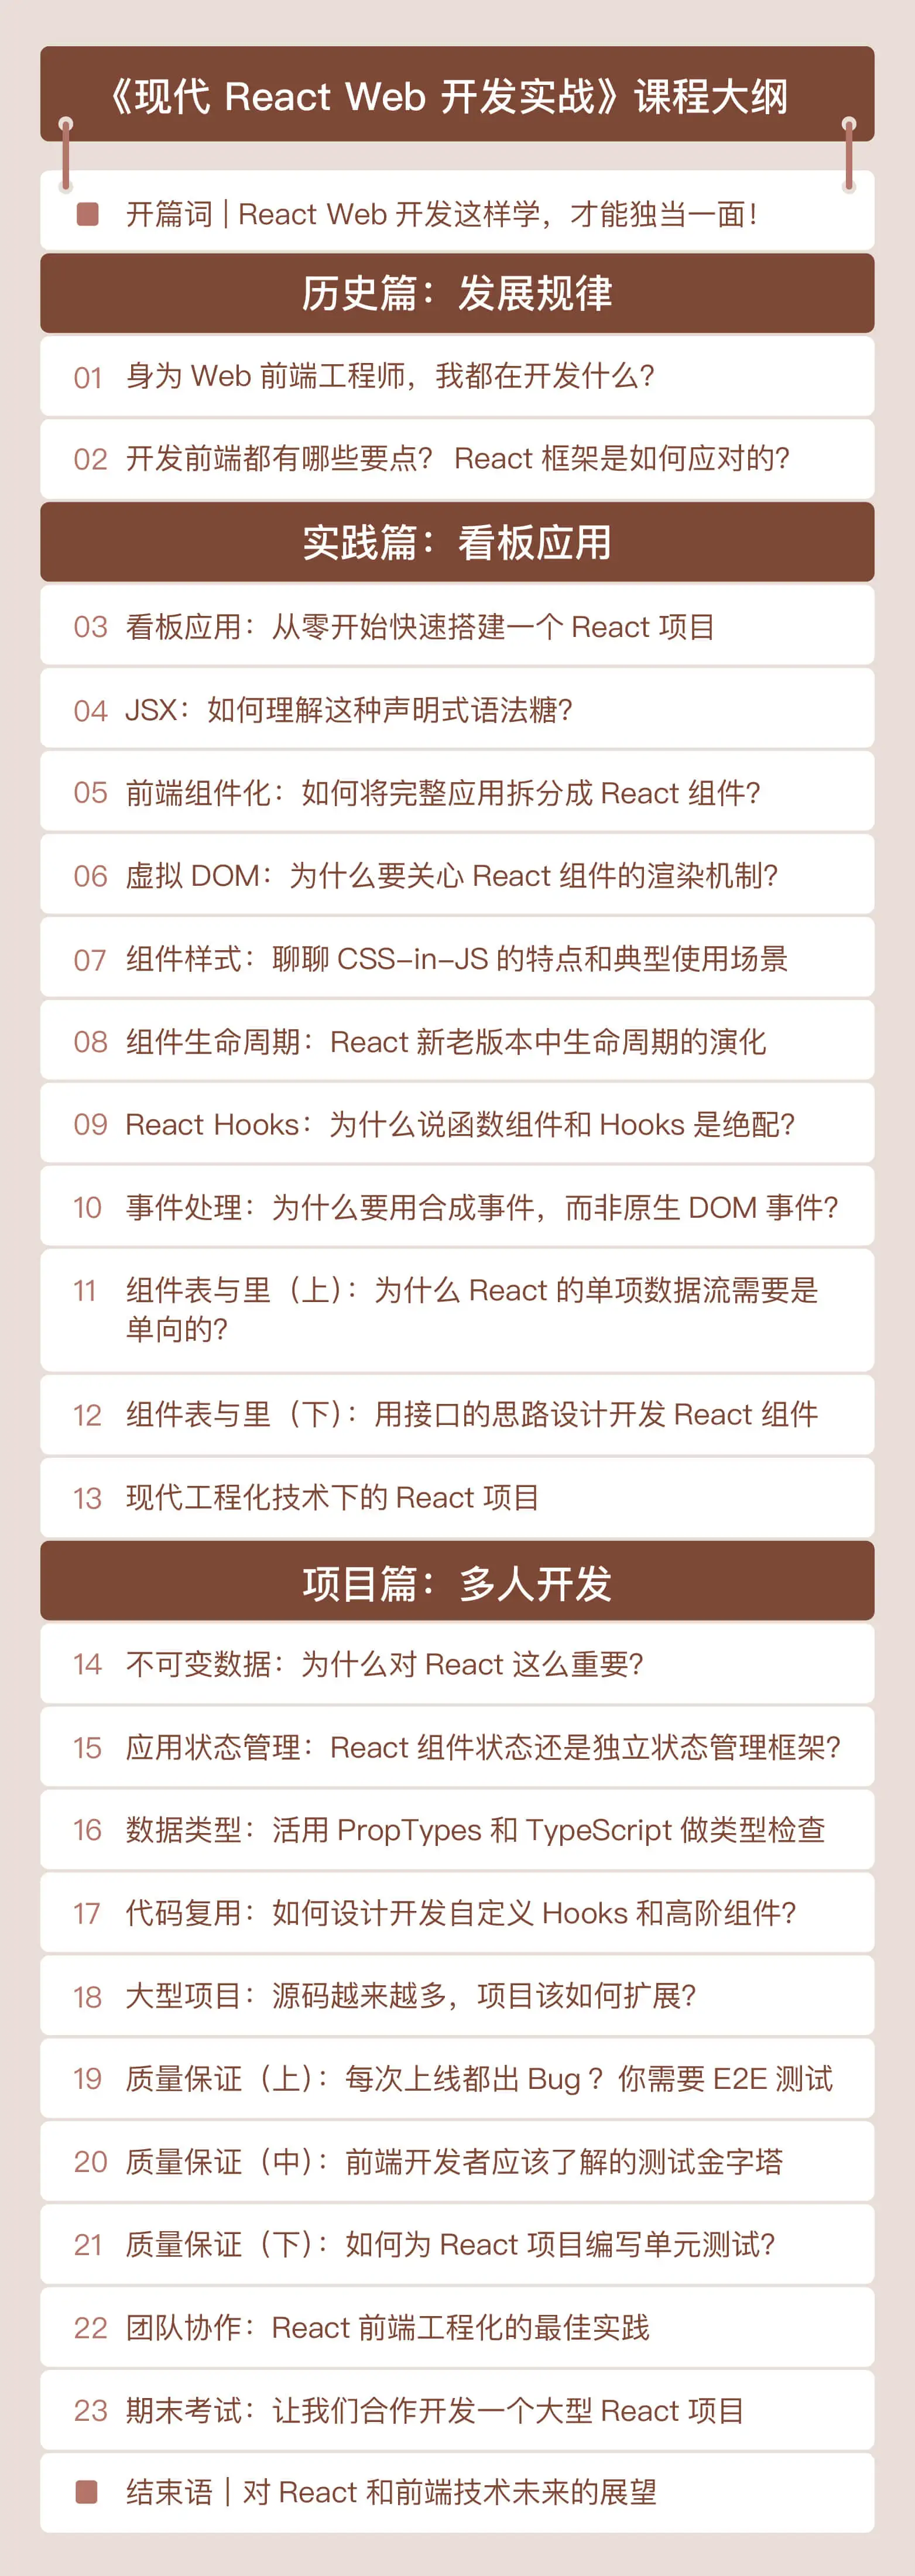 《现代 React Web 开发实战》课程大纲
开篇词 | React Web 开发这样学，才能独当一面！
历史篇：发展规律
01 身为 Web 前端工程师，我都在开发什么？
02 开发前端都有哪些要点？ React 框架是如何应对的？
实践篇：看板应用
03 看板应用：从零开始快速搭建一个 React 项目
04 JSX：如何理解这种声明式语法糖？
05 前端组件化：如何将完整应用拆分成 React 组件？
06 虚拟 DOM：为什么要关心 React 组件的渲染机制？
07 组件样式：聊聊 CSS-in-JS 的特点和典型使用场景
08 组件生命周期：React 新老版本中生命周期的演化
09 React Hooks：为什么说函数组件和 Hooks 是绝配？
10 事件处理：为什么要用合成事件，而非原生 DOM 事件？
11 组件表与里（上）：为什么 React 的单项数据流需要是
单向的？
12 组件表与里（下）：用接口的思路设计开发 React 组件
13 现代工程化技术下的 React 项目
项目篇：多人开发
14 不可变数据：为什么对 React 这么重要？
15 应用状态管理：React 组件状态还是独立状态管理框架？
16 数据类型：活用 PropTypes 和 TypeScript 做类型检查
17 代码复用：如何设计开发自定义 Hooks 和高阶组件？
18 大型项目：源码越来越多，项目该如何扩展？
19 质量保证（上）：每次上线都出 Bug ？你需要 E2E 测试
20 质量保证（中）：前端开发者应该了解的测试金字塔
21 质量保证（下）：如何为 React 项目编写单元测试？
22 团队协作：React 前端工程化的最佳实践
23 期末考试：让我们合作开发一个大型 React 项目
结束语 | 对 React 和前端技术未来的展望